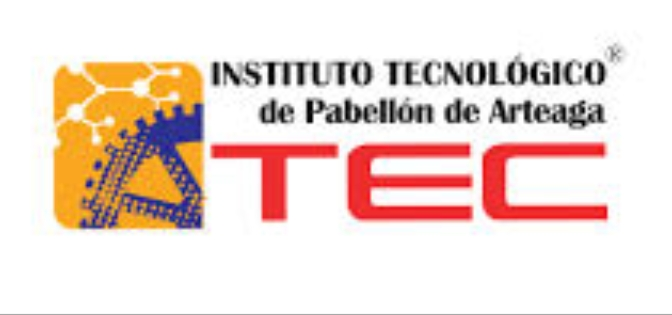 INSTITUTO TECNOLÓGICO®
de Pabellón de Arteaga
TEC